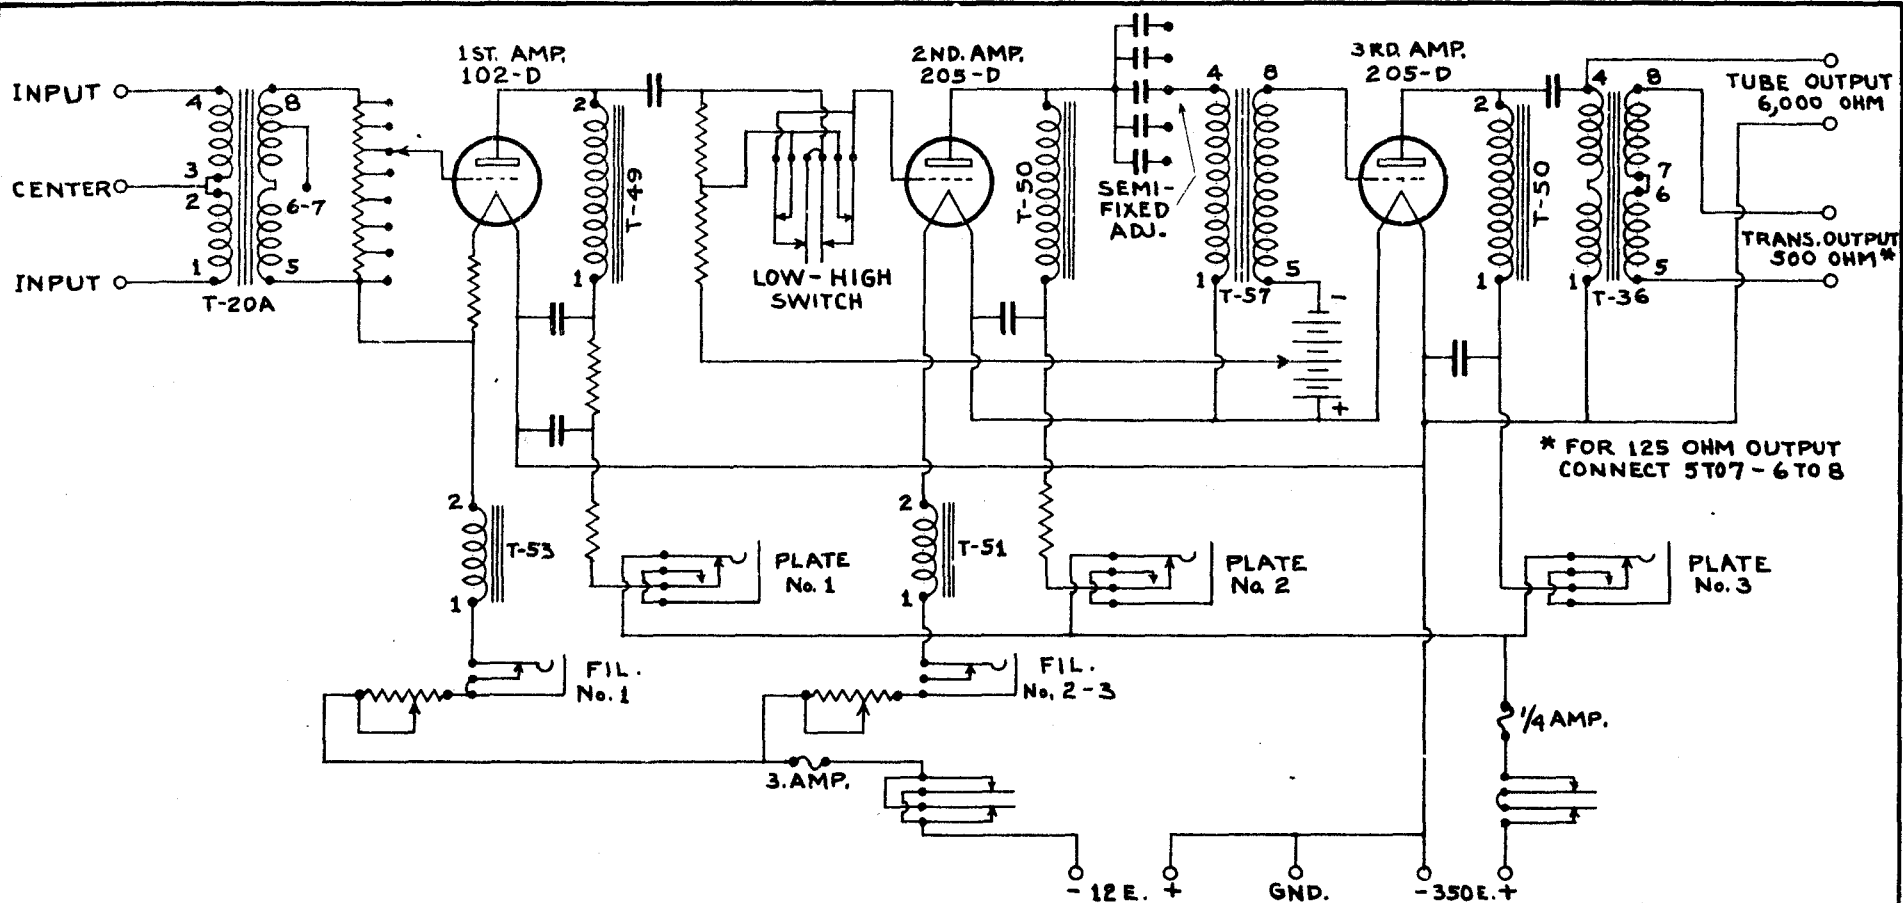 1ST. AMP.
102-D
2ND. AMP.
205-D
3RD. AMP.
205-D
INPUT
CENTER
INPUT
4
8
3
2
6-7
1
5
T-20A
2
T-49
1
LOW-HIGH
SWITCH
T-50
SEMI-
FIXED
ADJ.
4
8
1
5
T-57
-
+
2
T-50
1
4
8
7
6
1
5
T-36
TUBE OUTPUT
6,000 OHM
TRANS. OUTPUT
500 OHM*
* FOR 125 OHM OUTPUT
CONNECT 5 TO 7 - 6 TO 8
2
T-53
1
PLATE
No. 1
2
T-51
1
PLATE
No. 2
PLATE
No. 3
FIL.
No. 1
FIL.
No. 2-3
3. AMP.
1/4 AMP.
- 12 E. +
GND.
- 350 E. +